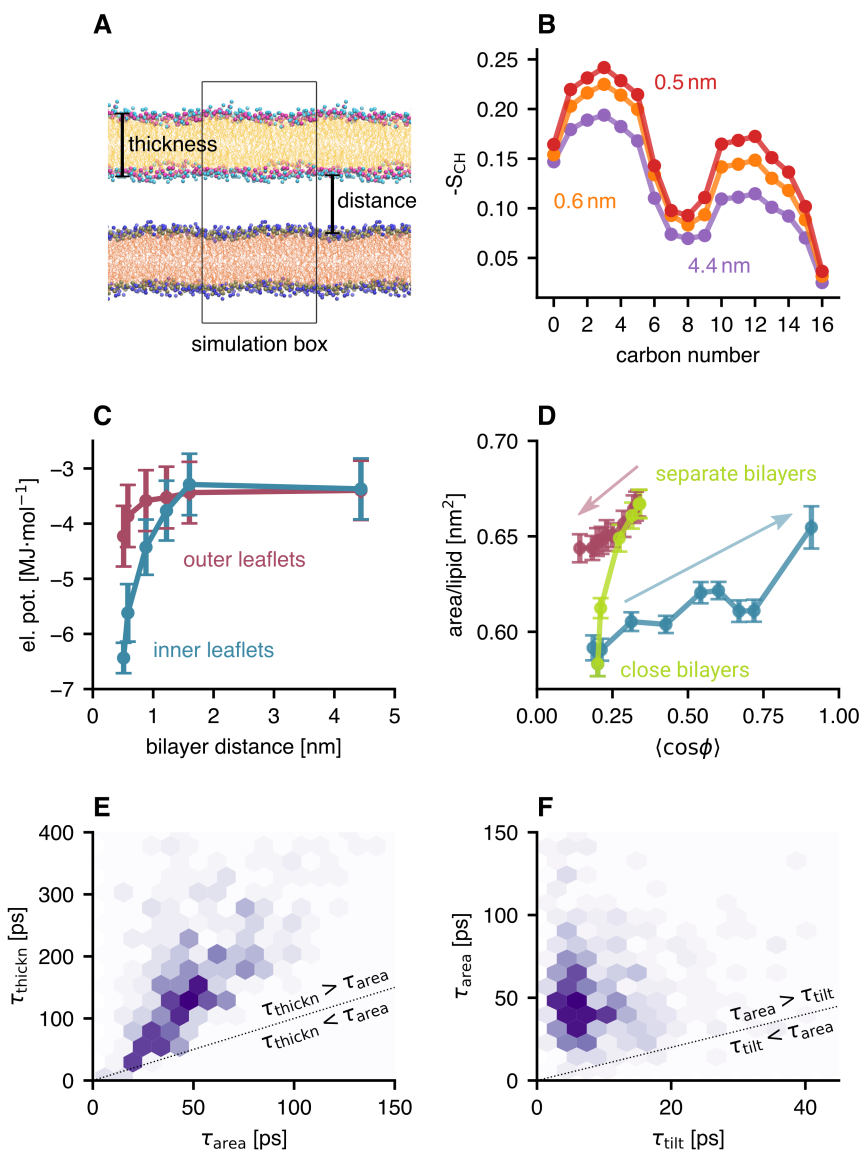 A
thickness
distance
simulation box
B
-S_CH
0.25
0.20
0.15
0.10
0.05
0.5 nm
0.6 nm
4.4 nm
0 2 4 6 8 10 12 14 16
carbon number
C
el. pot. [MJ·mol⁻¹]
−3
−4
−5
−6
−7
outer leaflets
inner leaflets
0 1 2 3 4 5
bilayer distance [nm]
D
area/lipid [nm²]
0.70
0.65
0.60
separate bilayers
close bilayers
0.00 0.25 0.50 0.75 1.00
⟨cosϕ⟩
E
τ_thickn [ps]
400
300
200
100
0
τ_thickn > τ_area
τ_thickn < τ_area
0 50 100 150
τ_area [ps]
F
τ_area [ps]
150
100
50
0
τ_area > τ_tilt
τ_tilt < τ_area
0 20 40
τ_tilt [ps]